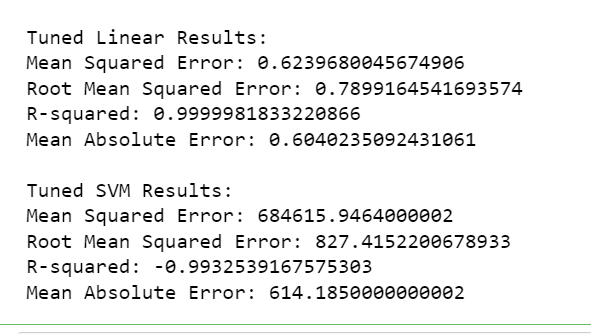 Tuned Linear Results:
Mean Squared Error: 0.6239680045674906
Root Mean Squared Error: 0.7899164541693574
R-squared: 0.9999981833220866
Mean Absolute Error: 0.6040235092431061
Tuned SVM Results:
Mean Squared Error: 684615.9464000002
Root Mean Squared Error: 827.4152200678933
R-squared: -0.9932539167575303
Mean Absolute Error: 614.1850000000002